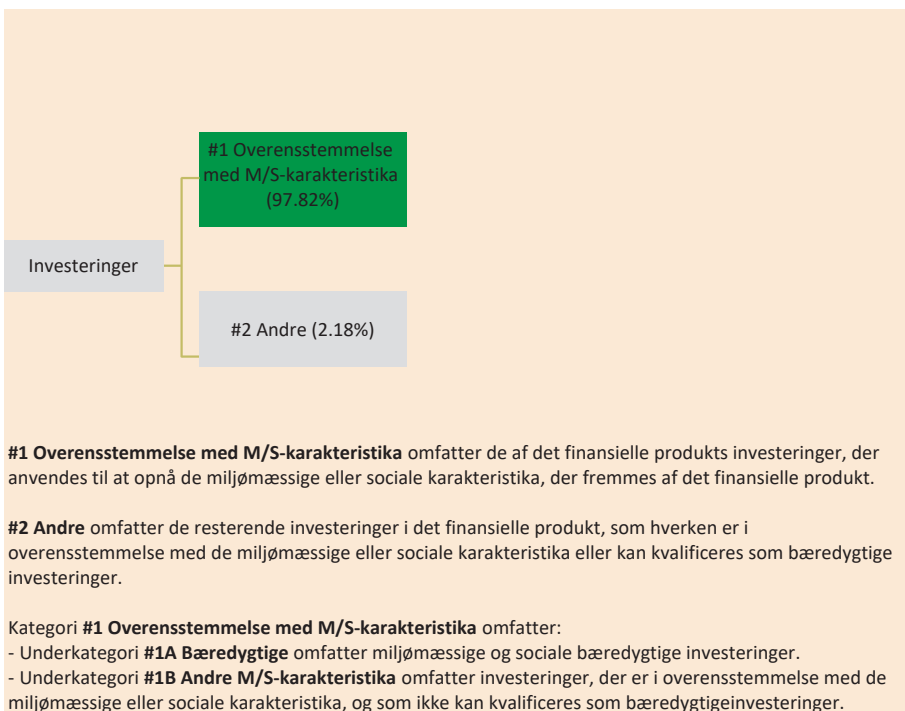 #1 Overensstemmelse
med M/S-karakteristika
(97.82%)
Investeringer
#2 Andre (2.18%)
#1 Overensstemmelse med M/S-karakteristika omfatter de af det finansielle produkts investeringer, der
anvendes til at opnå de miljømæssige eller sociale karakteristika, der fremmes af det finansielle produkt.
#2 Andre omfatter de resterende investeringer i det finansielle produkt, som hverken er i
overensstemmelse med de miljømæssige eller sociale karakteristika eller kan kvalificeres som bæredygtige
investeringer.
Kategori #1 Overensstemmelse med M/S-karakteristika omfatter:
- Underkategori #1A Bæredygtige omfatter miljømæssige og sociale bæredygtige investeringer.
- Underkategori #1B Andre M/S-karakteristika omfatter investeringer, der er i overensstemmelse med de
miljømæssige eller sociale karakteristika, og som ikke kan kvalificeres som bæredygtigeinvesteringer.